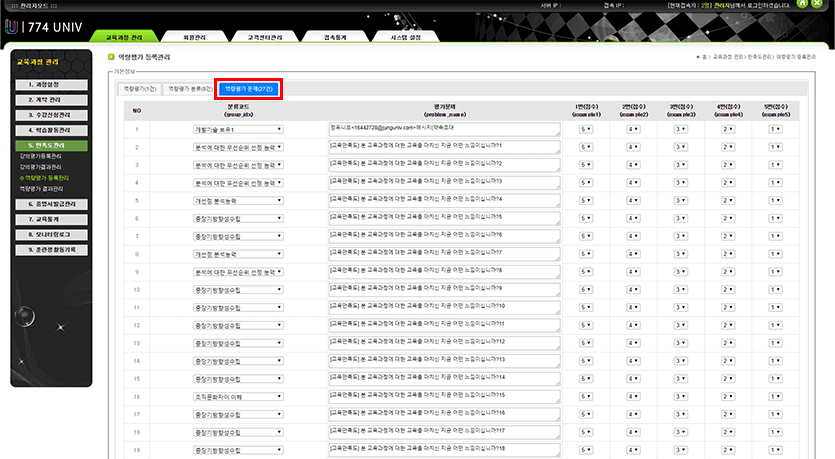 ::: 관리자모드 :::
서버 IP : 접속 IP : [현재접속자 : 2명] 관리자님께서 로그인하셨습니다.
774 UNIV
교육과정 관리 회원관리 고객센터관리 접속통계 시스템 설정
교육과정 관리
1. 과정설정
2. 계약 관리
3. 수강신청관리
4. 학습활동관리
5. 만족도관리
강의평가등록관리
강의평가결과관리
역량평가 등록관리
역량평가 결과관리
6. 증명서발급관리
7. 교육통계
8. 모니터링로그
9. 훈련생활동기록
역량평가 등록관리
홈 > 교육과정 관리 > 만족도관리 > 역량평가 등록관리
기본정보
역량평가(1건) 역량평가 분류(6건) 역량평가 문제(27건)
NO 분류코드 (group_idx) 평가문제 (problem_name) 1번(점수) (example1) 2번(점수) (example2) 3번(점수) (example3) 4번(점수) (example4) 5번(점수) (example5)
1 개발기술 보유1 정유니브<16442728@junguniv.com>메시지|약속프다 5 4 3 2 1
2 분석에 대한 우선순위 선정 능력 [교육만족도] 본 교육과정에 대한 교육을 마치신 지금 어떤 느낌이십니까?1 5 4 3 2 1
3 분석에 대한 우선순위 선정 능력 [교육만족도] 본 교육과정에 대한 교육을 마치신 지금 어떤 느낌이십니까?2 5 4 3 2 1
4 분석에 대한 우선순위 선정 능력 [교육만족도] 본 교육과정에 대한 교육을 마치신 지금 어떤 느낌이십니까?3 5 4 3 2 1
5 개선점 분석능력 [교육만족도] 본 교육과정에 대한 교육을 마치신 지금 어떤 느낌이십니까?4 5 4 3 2 1
6 중장기방향성수립 [교육만족도] 본 교육과정에 대한 교육을 마치신 지금 어떤 느낌이십니까?5 5 4 3 2 1
7 중장기방향성수립 [교육만족도] 본 교육과정에 대한 교육을 마치신 지금 어떤 느낌이십니까?6 5 4 3 2 1
8 개선점 분석능력 [교육만족도] 본 교육과정에 대한 교육을 마치신 지금 어떤 느낌이십니까?7 5 4 3 2 1
9 분석에 대한 우선순위 선정 능력 [교육만족도] 본 교육과정에 대한 교육을 마치신 지금 어떤 느낌이십니까?8 5 4 3 2 1
10 중장기방향성수립 [교육만족도] 본 교육과정에 대한 교육을 마치신 지금 어떤 느낌이십니까?9 5 4 3 2 1
11 중장기방향성수립 [교육만족도] 본 교육과정에 대한 교육을 마치신 지금 어떤 느낌이십니까?10 5 4 3 2 1
12 중장기방향성수립 [교육만족도] 본 교육과정에 대한 교육을 마치신 지금 어떤 느낌이십니까?11 5 4 3 2 1
13 중장기방향성수립 [교육만족도] 본 교육과정에 대한 교육을 마치신 지금 어떤 느낌이십니까?12 5 4 3 2 1
14 중장기방향성수립 [교육만족도] 본 교육과정에 대한 교육을 마치신 지금 어떤 느낌이십니까?13 5 4 3 2 1
15 중장기방향성수립 [교육만족도] 본 교육과정에 대한 교육을 마치신 지금 어떤 느낌이십니까?14 5 4 3 2 1
16 조직문화차이 이해 [교육만족도] 본 교육과정에 대한 교육을 마치신 지금 어떤 느낌이십니까?15 5 4 3 2 1
17 중장기방향성수립 [교육만족도] 본 교육과정에 대한 교육을 마치신 지금 어떤 느낌이십니까?16 5 4 3 2 1
18 중장기방향성수립 [교육만족도] 본 교육과정에 대한 교육을 마치신 지금 어떤 느낌이십니까?17 5 4 3 2 1
19 중장기방향성수립 [교육만족도] 본 교육과정에 대한 교육을 마치신 지금 어떤 느낌이십니까?18 5 4 3 2 1